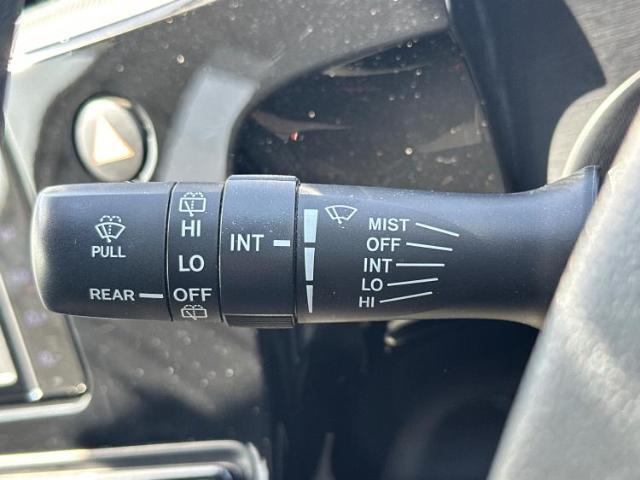 PULL
REAR
HI
LO
OFF
INT
MIST
OFF
INT
LO
HI